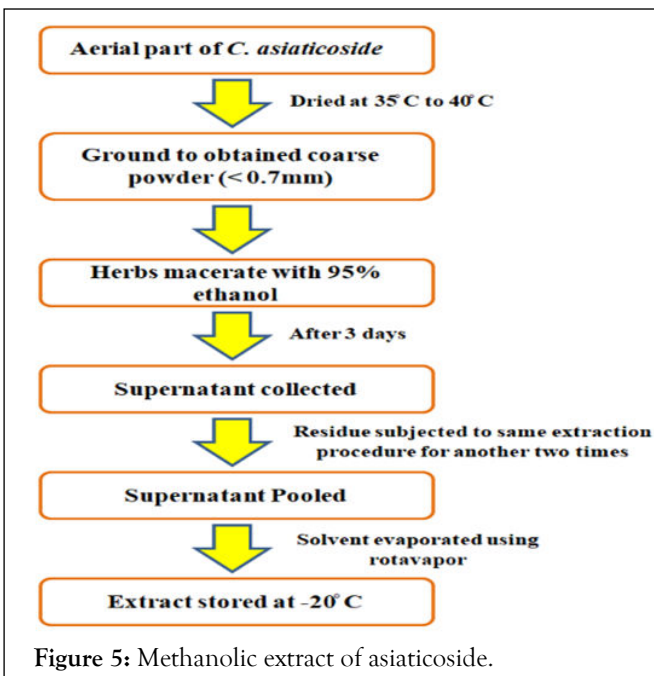 Aerial part of C. asiaticoside
Dried at 35°C to 40°C
Ground to obtained coarse
powder (< 0.7mm)
Herbs macerate with 95%
ethanol
After 3 days
Supernatant collected
Residue subjected to same extraction
procedure for another two times
Supernatant Pooled
Solvent evaporated using
rotavapor
Extract stored at -20°C
Figure 5: Methanolic extract of asiaticoside.